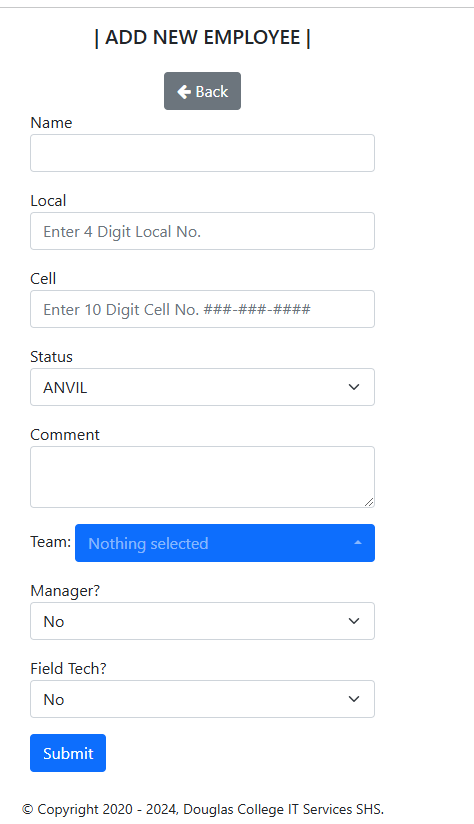 | ADD NEW EMPLOYEE |
Back
Name
Local
Enter 4 Digit Local No.
Cell
Enter 10 Digit Cell No. ###-###-####
Status
ANVIL
Comment
Team: Nothing selected
Manager?
No
Field Tech?
No
Submit
© Copyright 2020 - 2024, Douglas College IT Services SHS.